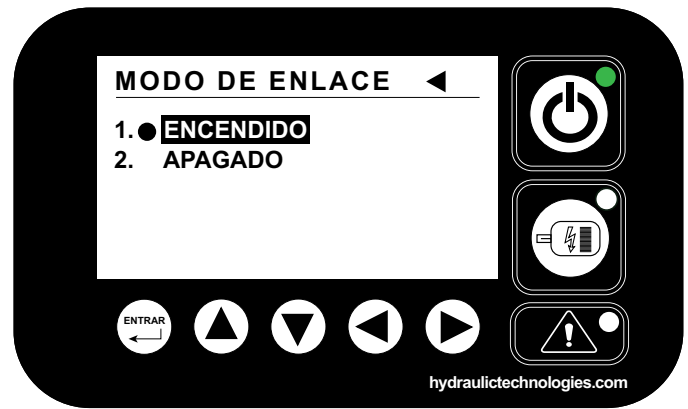 MODO DE ENLACE
1. ENCENDIDO
2. APAGADO
ENTRAR
hydraulictechnologies.com